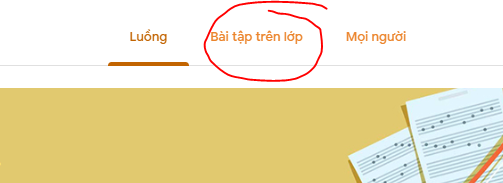 Luồng Bài tập trên lớp Mọi người